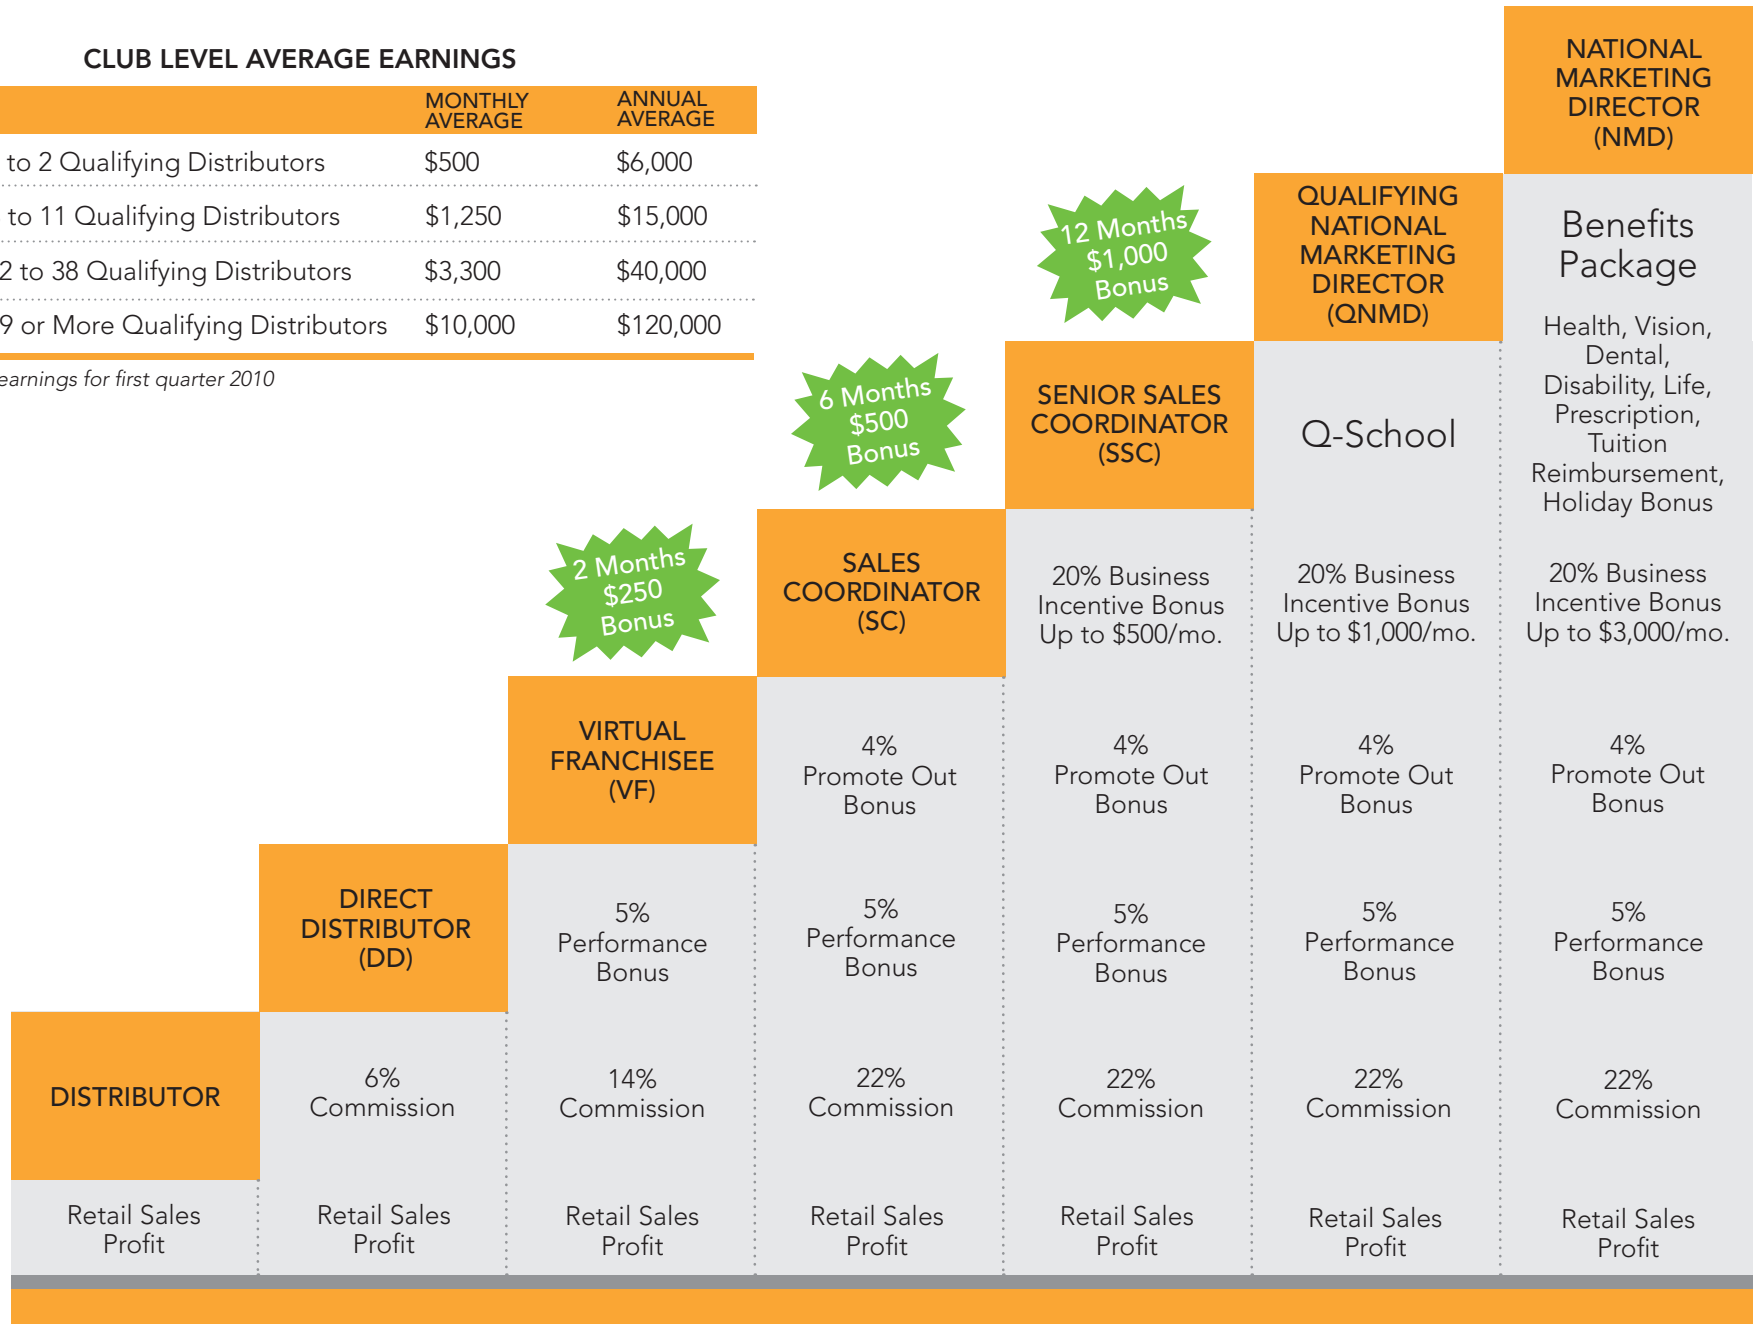 CLUB LEVEL AVERAGE EARNINGS
MONTHLY AVERAGE
ANNUAL AVERAGE
to 2 Qualifying Distributors $500 $6,000
to 11 Qualifying Distributors $1,250 $15,000
2 to 38 Qualifying Distributors $3,300 $40,000
9 or More Qualifying Distributors $10,000 $120,000
earnings for first quarter 2010
NATIONAL
MARKETING
DIRECTOR
(NMD)
Benefits
Package
Health, Vision,
Dental,
Disability, Life,
Prescription,
Tuition
Reimbursement,
Holiday Bonus
20% Business
Incentive Bonus
Up to $3,000/mo.
4%
Promote Out
Bonus
5%
Performance
Bonus
22%
Commission
Retail Sales
Profit
12 Months
$1,000
Bonus
QUALIFYING
NATIONAL
MARKETING
DIRECTOR
(QNMD)
Q-School
20% Business
Incentive Bonus
Up to $1,000/mo.
4%
Promote Out
Bonus
5%
Performance
Bonus
22%
Commission
Retail Sales
Profit
6 Months
$500
Bonus
SENIOR SALES
COORDINATOR
(SSC)
20% Business
Incentive Bonus
Up to $500/mo.
4%
Promote Out
Bonus
5%
Performance
Bonus
22%
Commission
Retail Sales
Profit
2 Months
$250
Bonus
SALES
COORDINATOR
(SC)
4%
Promote Out
Bonus
5%
Performance
Bonus
22%
Commission
Retail Sales
Profit
VIRTUAL
FRANCHISEE
(VF)
5%
Performance
Bonus
14%
Commission
Retail Sales
Profit
DIRECT
DISTRIBUTOR
(DD)
6%
Commission
Retail Sales
Profit
DISTRIBUTOR
Retail Sales
Profit